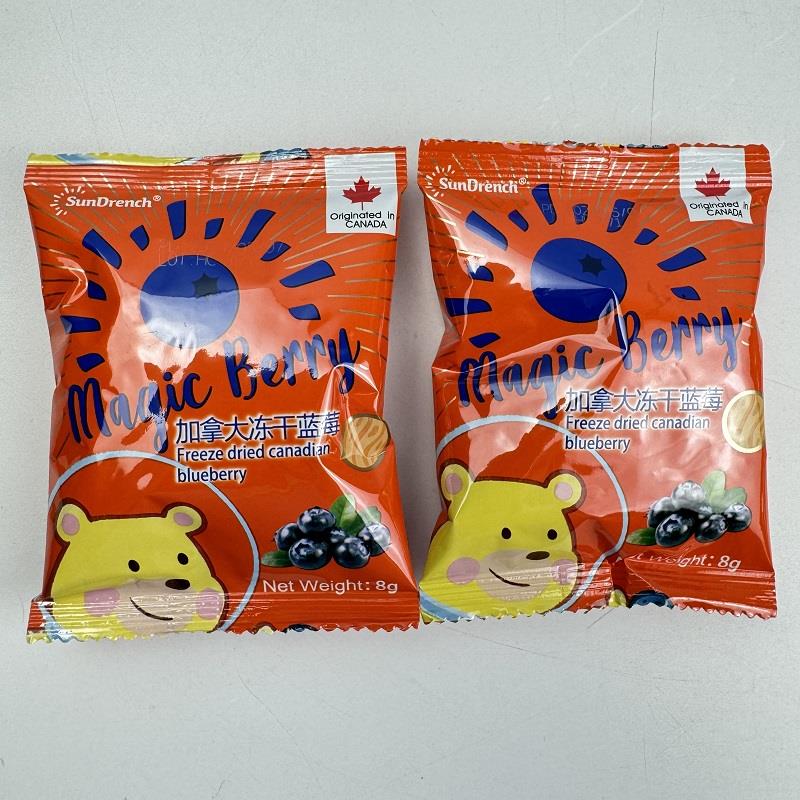 SunDrench®
Originated in
CANADA
Magic Berry
加拿大冻干蓝莓
Freeze dried canadian
blueberry
Net Weight: 8g
SunDrench®
Originated in
CANADA
Magic Berry
加拿大冻干蓝莓
Freeze dried canadian
blueberry
Weight: 8g